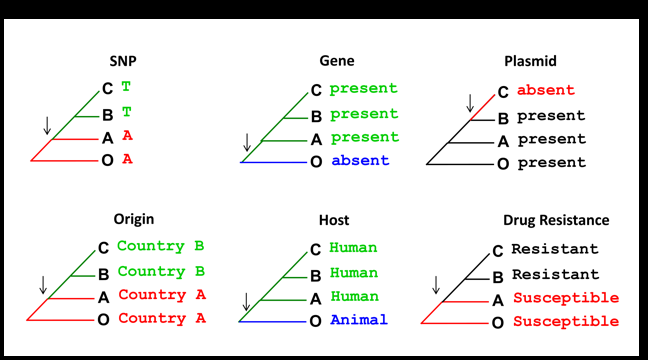 SNP
C T
B T
A A
O A
Gene
C present
B present
A present
O absent
Plasmid
C absent
B present
A present
O present
Origin
C Country B
B Country B
A Country A
O Country A
Host
C Human
B Human
A Human
O Animal
Drug Resistance
C Resistant
B Resistant
A Susceptible
O Susceptible